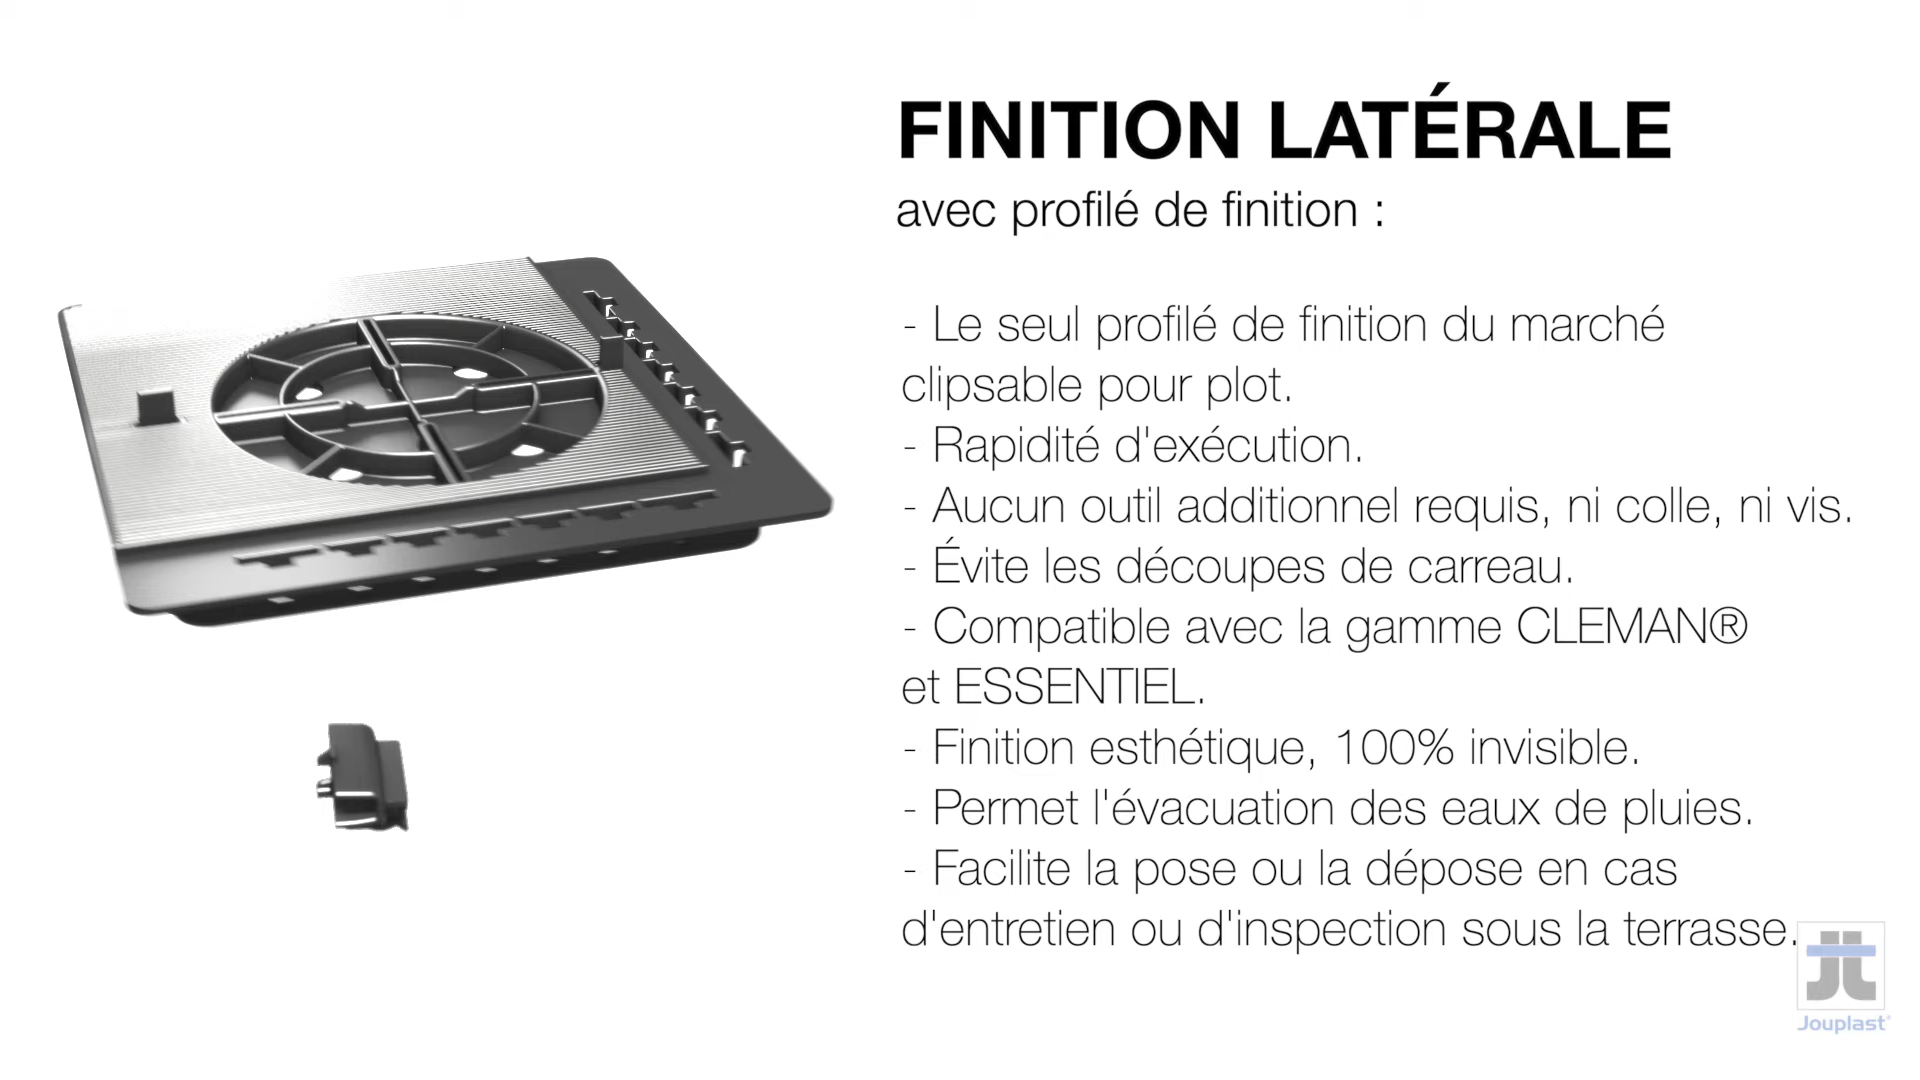 FINITION LATÉRALE
avec profilé de finition :
- Le seul profilé de finition du marché
clipsable pour plot.
- Rapidité d'exécution.
- Aucun outil additionnel requis, ni colle, ni vis.
- Évite les découpes de carreau.
- Compatible avec la gamme CLEMAN®
et ESSENTIEL.
- Finition esthétique, 100% invisible.
- Permet l'évacuation des eaux de pluies.
- Facilite la pose ou la dépose en cas
d'entretien ou d'inspection sous la terrasse.
Jouplast®